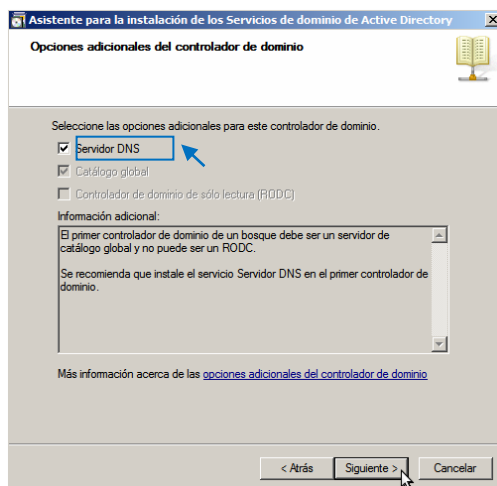 Asistente para la instalación de los Servicios de dominio de Active Directory
Opciones adicionales del controlador de dominio
Seleccione las opciones adicionales para este controlador de dominio.
Servidor DNS
Catálogo global
Controlador de dominio de sólo lectura (RODC)
Información adicional:
El primer controlador de dominio de un bosque debe ser un servidor de
catálogo global y no puede ser un RODC.
Se recomienda que instale el servicio Servidor DNS en el primer controlador de
dominio.
Más información acerca de las opciones adicionales del controlador de dominio
< Atrás
Siguiente >
Cancelar